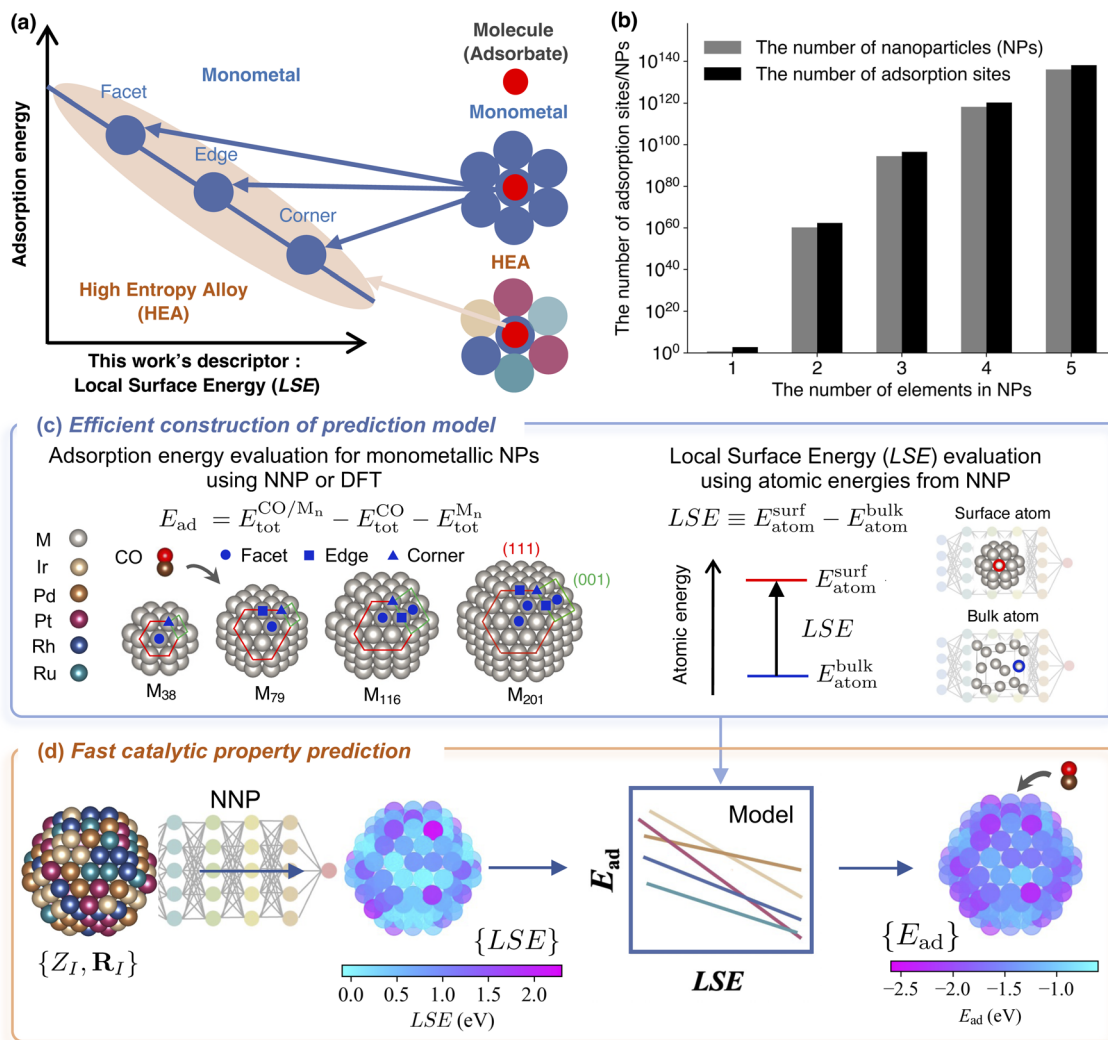 (a)
Adsorption energy
Monometal
Facet
Edge
Corner
High Entropy Alloy
(HEA)
This work's descriptor :
Local Surface Energy (LSE)
Molecule
(Adsorbate)
Monometal
HEA
(b)
The number of nanoparticles (NPs)
The number of adsorption sites
The number of adsorption sites/NPs
10^140
10^120
10^100
10^80
10^60
10^40
10^20
10^0
1 2 3 4 5
The number of elements in NPs
(c) Efficient construction of prediction model
Adsorption energy evaluation for monometallic NPs
using NNP or DFT
E_ad = E_tot^{CO/M_n} − E_tot^{CO} − E_tot^{M_n}
M
Ir
Pd
Pt
Rh
Ru
CO
Facet Edge Corner
(111)
(001)
M_38
M_79
M_116
M_201
Local Surface Energy (LSE) evaluation
using atomic energies from NNP
LSE ≡ E_atom^{surf} − E_atom^{bulk}
Atomic energy
E_atom^{surf}
LSE
E_atom^{bulk}
Surface atom
Bulk atom
(d) Fast catalytic property prediction
NNP
{Z_I, R_I}
{LSE}
0.0 0.5 1.0 1.5 2.0
LSE (eV)
Model
E_ad
LSE
{E_ad}
−2.5 −2.0 −1.5 −1.0
E_ad (eV)